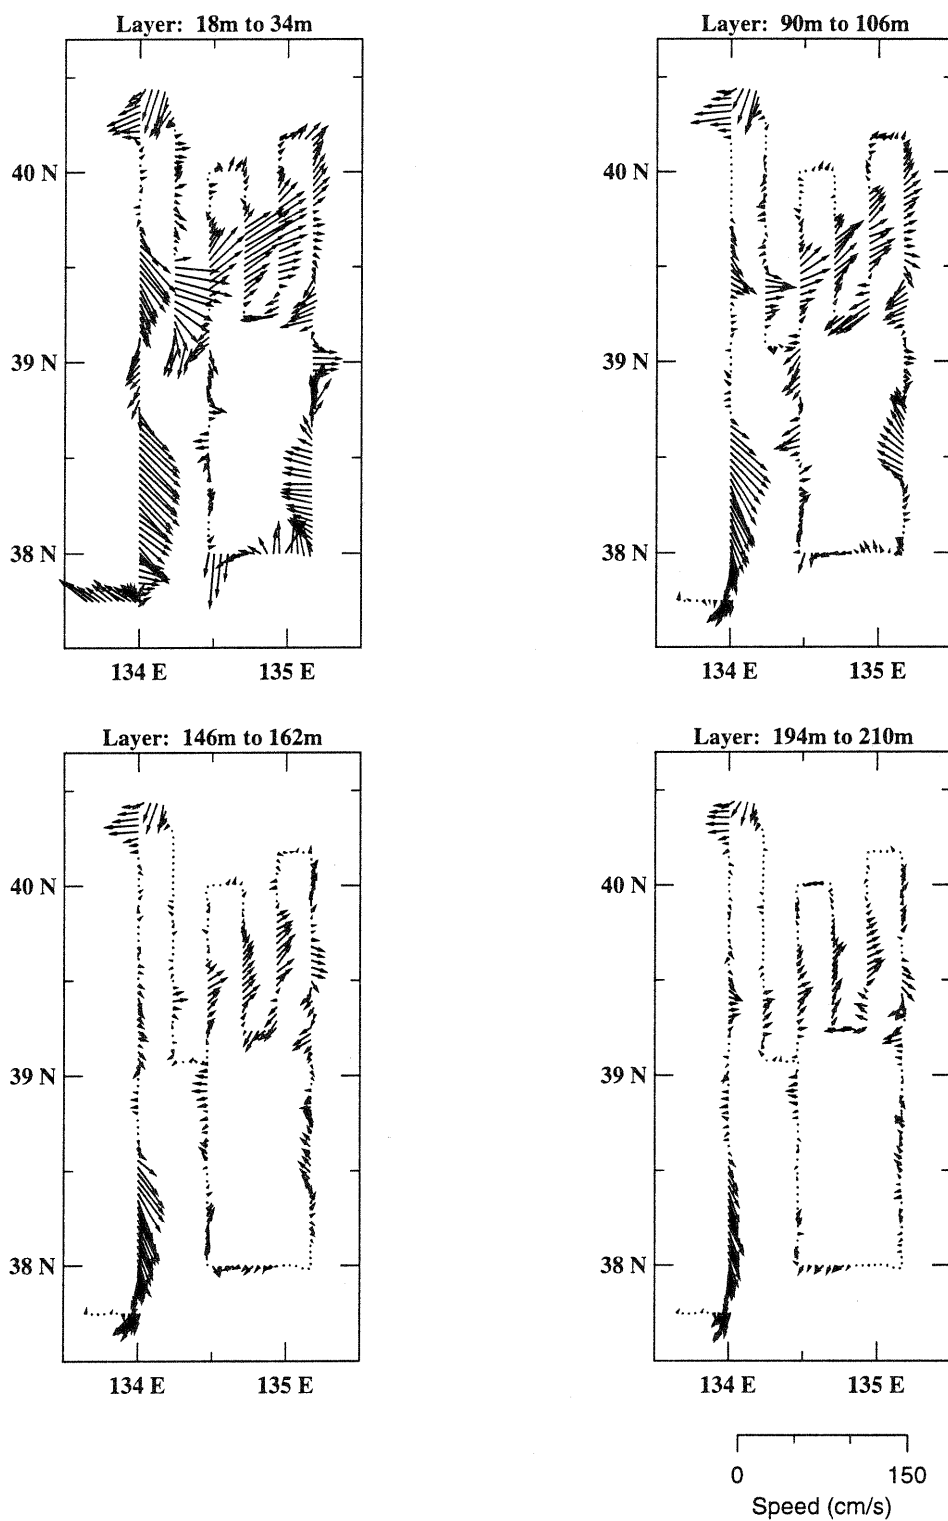 Layer: 18m to 34m
Layer: 90m to 106m
40 N
39 N
38 N
134 E 135 E
40 N
39 N
38 N
134 E 135 E
Layer: 146m to 162m
Layer: 194m to 210m
40 N
39 N
38 N
134 E 135 E
40 N
39 N
38 N
134 E 135 E
0 150
Speed (cm/s)